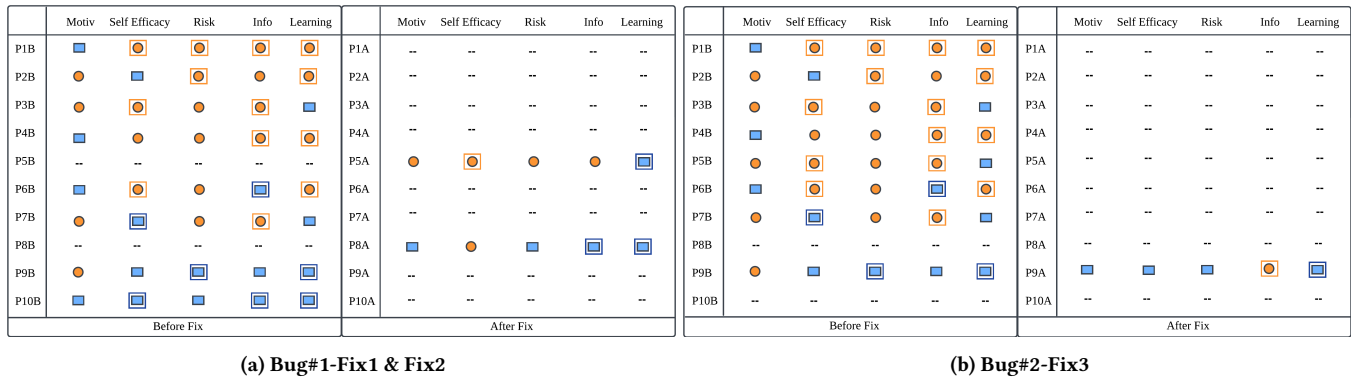 Motiv Self Efficacy Risk Info Learning
P1B
P2B
P3B
P4B
P5B -- -- -- -- --
P6B
P7B
P8B -- -- -- -- --
P9B
P10B
Before Fix
Motiv Self Efficacy Risk Info Learning
P1A -- -- -- -- --
P2A -- -- -- -- --
P3A -- -- -- -- --
P4A -- -- -- -- --
P5A
P6A -- -- -- -- --
P7A -- -- -- -- --
P8A
P9A -- -- -- -- --
P10A -- -- -- -- --
After Fix
(a) Bug#1-Fix1 & Fix2
Motiv Self Efficacy Risk Info Learning
P1B
P2B
P3B
P4B
P5B
P6B
P7B
P8B -- -- -- -- --
P9B
P10B -- -- -- -- --
Before Fix
Motiv Self Efficacy Risk Info Learning
P1A -- -- -- -- --
P2A -- -- -- -- --
P3A -- -- -- -- --
P4A -- -- -- -- --
P5A -- -- -- -- --
P6A -- -- -- -- --
P7A -- -- -- -- --
P8A -- -- -- -- --
P9A
P10A -- -- -- -- --
After Fix
(b) Bug#2-Fix3